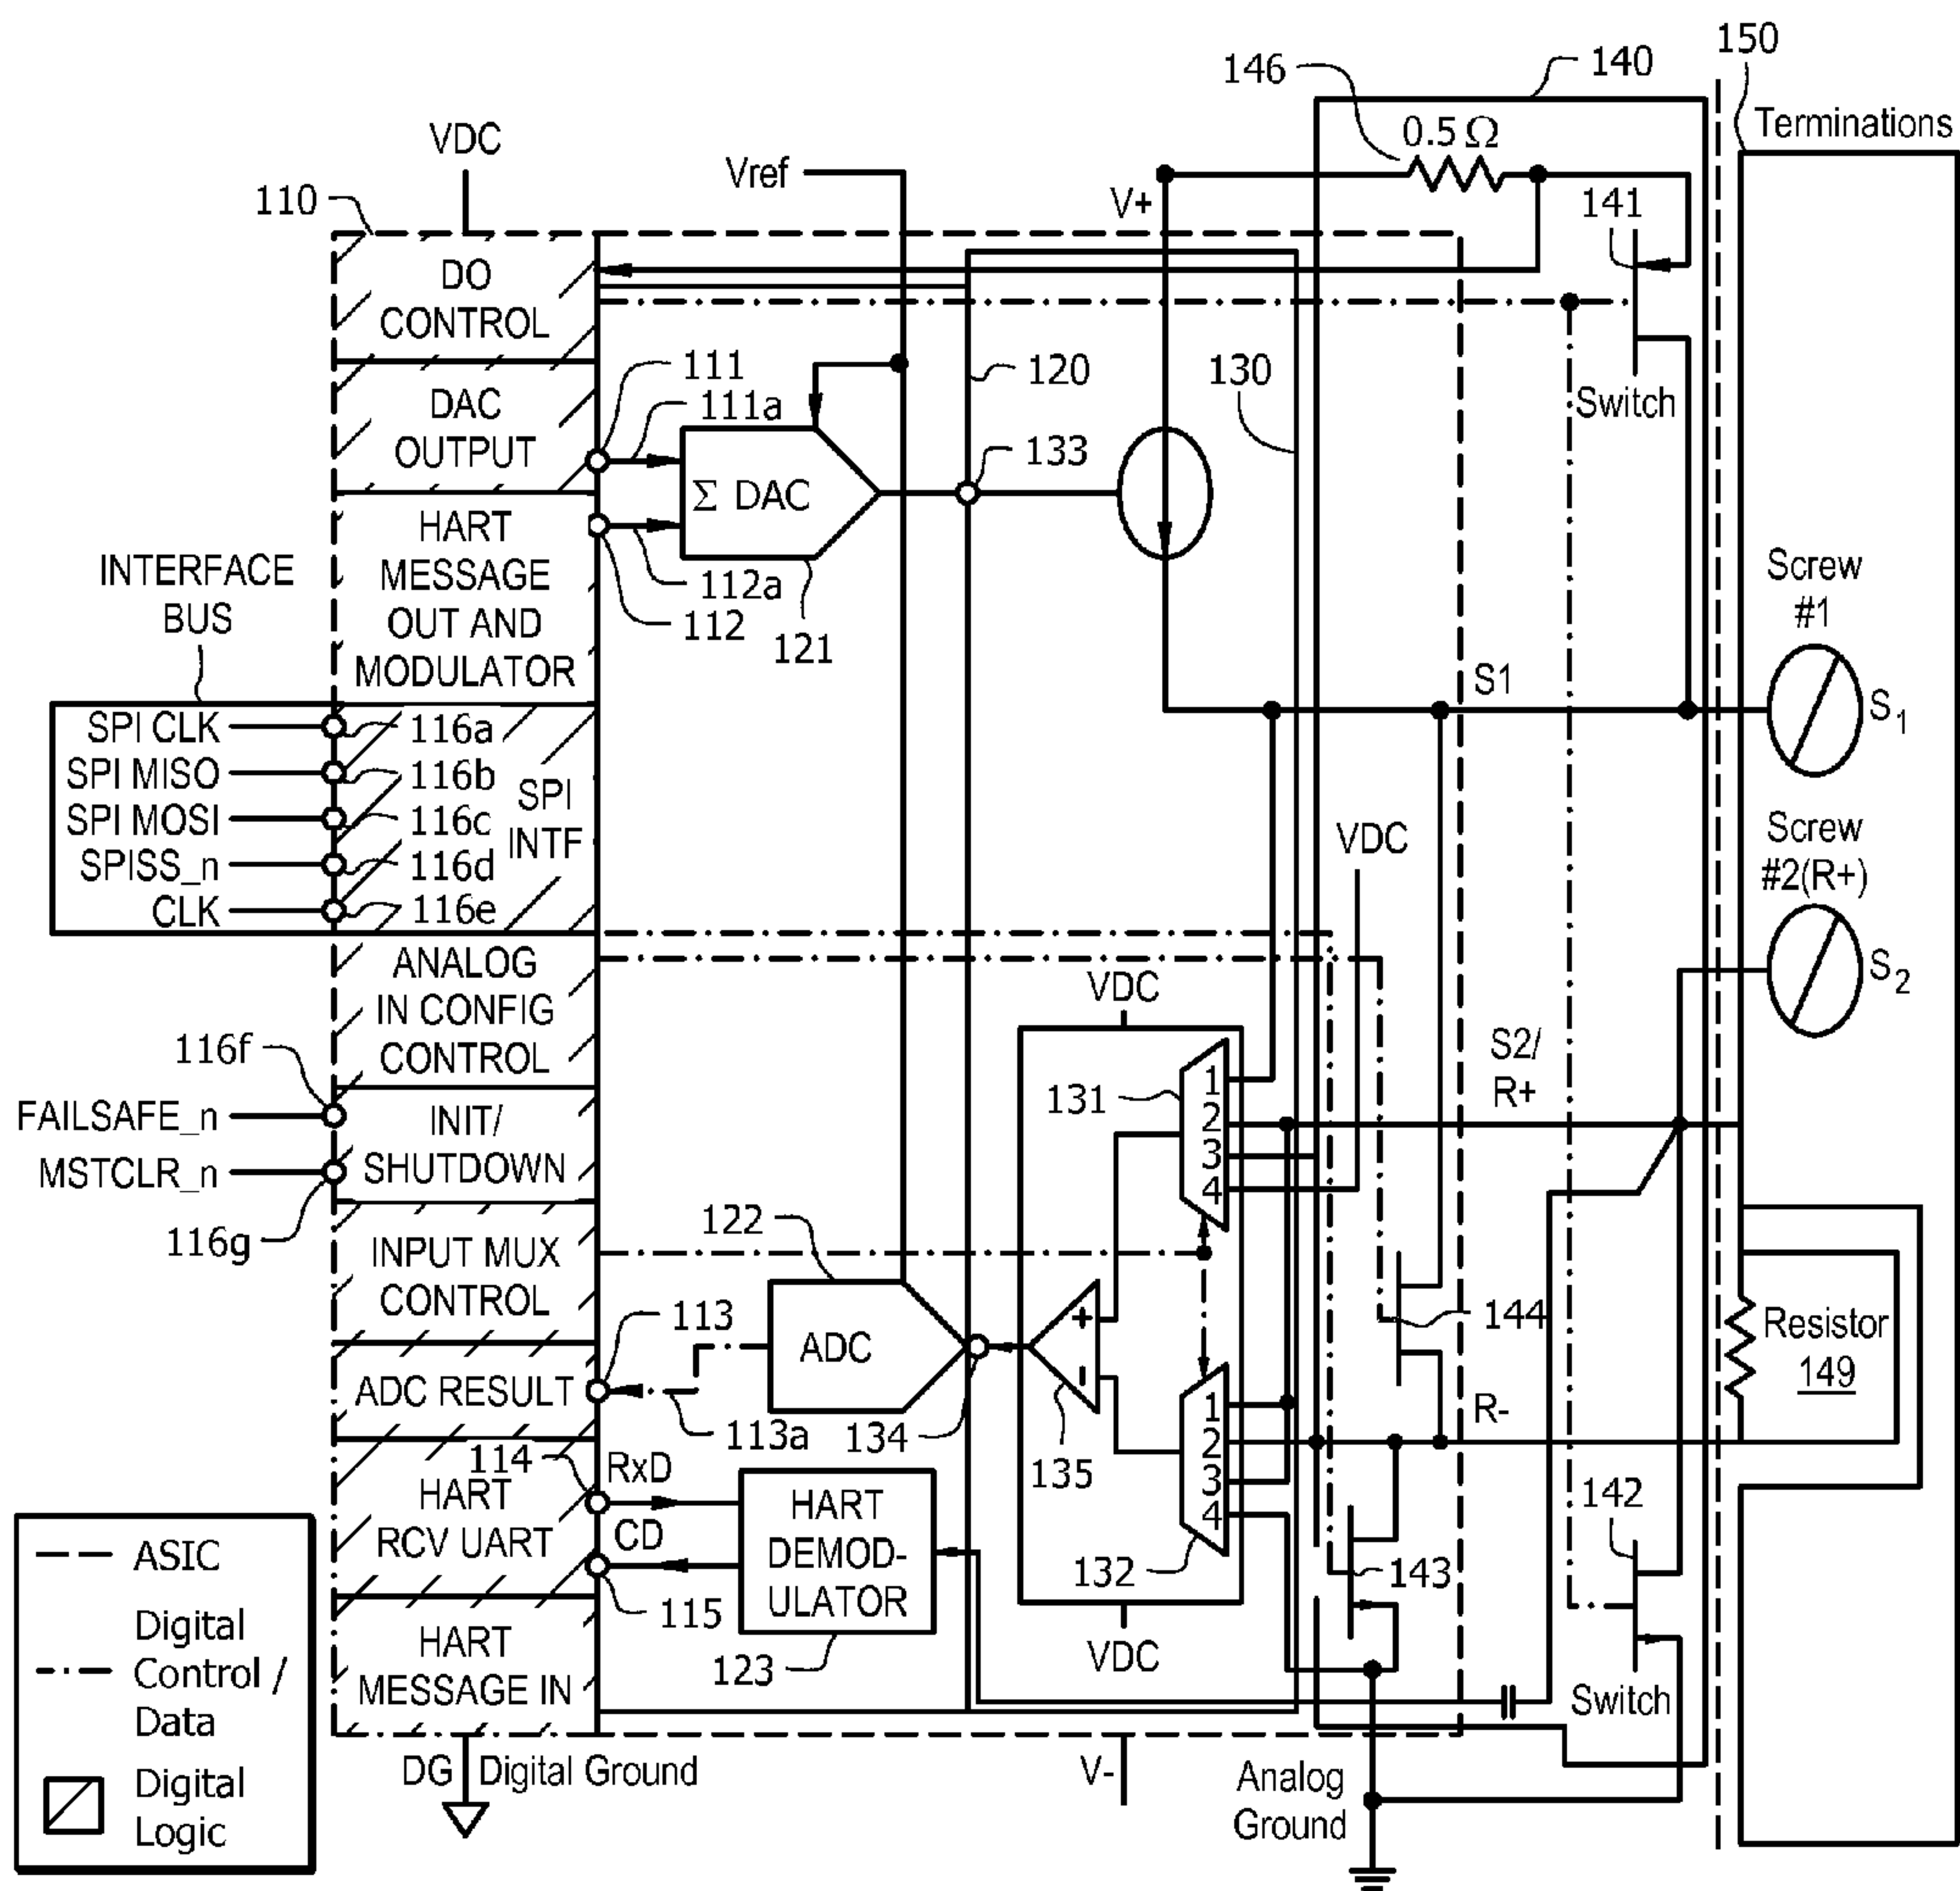 150
140
146
Terminations
0.5 Ω
VDC
Vref
V+
110
141
DO
CONTROL
Switch
111
120
130
DAC
OUTPUT
111a
133
Σ DAC
HART
MESSAGE
OUT AND
MODULATOR
112a
112
121
INTERFACE
BUS
Screw
#1
S1
S1
SPI CLK
116a
SPI MISO
116b
SPI MOSI
116c
SPISS_n
116d
CLK
116e
SPI
INTF
VDC
Screw
#2(R+)
S2
ANALOG
IN CONFIG
CONTROL
VDC
S2/
R+
116f
131
1
2
3
4
FAILSAFE_n
MSTCLR_n
INIT/
SHUTDOWN
116g
122
INPUT MUX
CONTROL
113
ADC
+
-
144
Resistor
149
ADC RESULT
113a
134
135
1
2
3
4
R-
114
RxD
HART
RCV UART
CD
HART
DEMOD-
ULATOR
132
143
142
115
123
HART
MESSAGE IN
VDC
Switch
ASIC
Digital
Control /
Data
Digital
Logic
DG
Digital Ground
V-
Analog
Ground